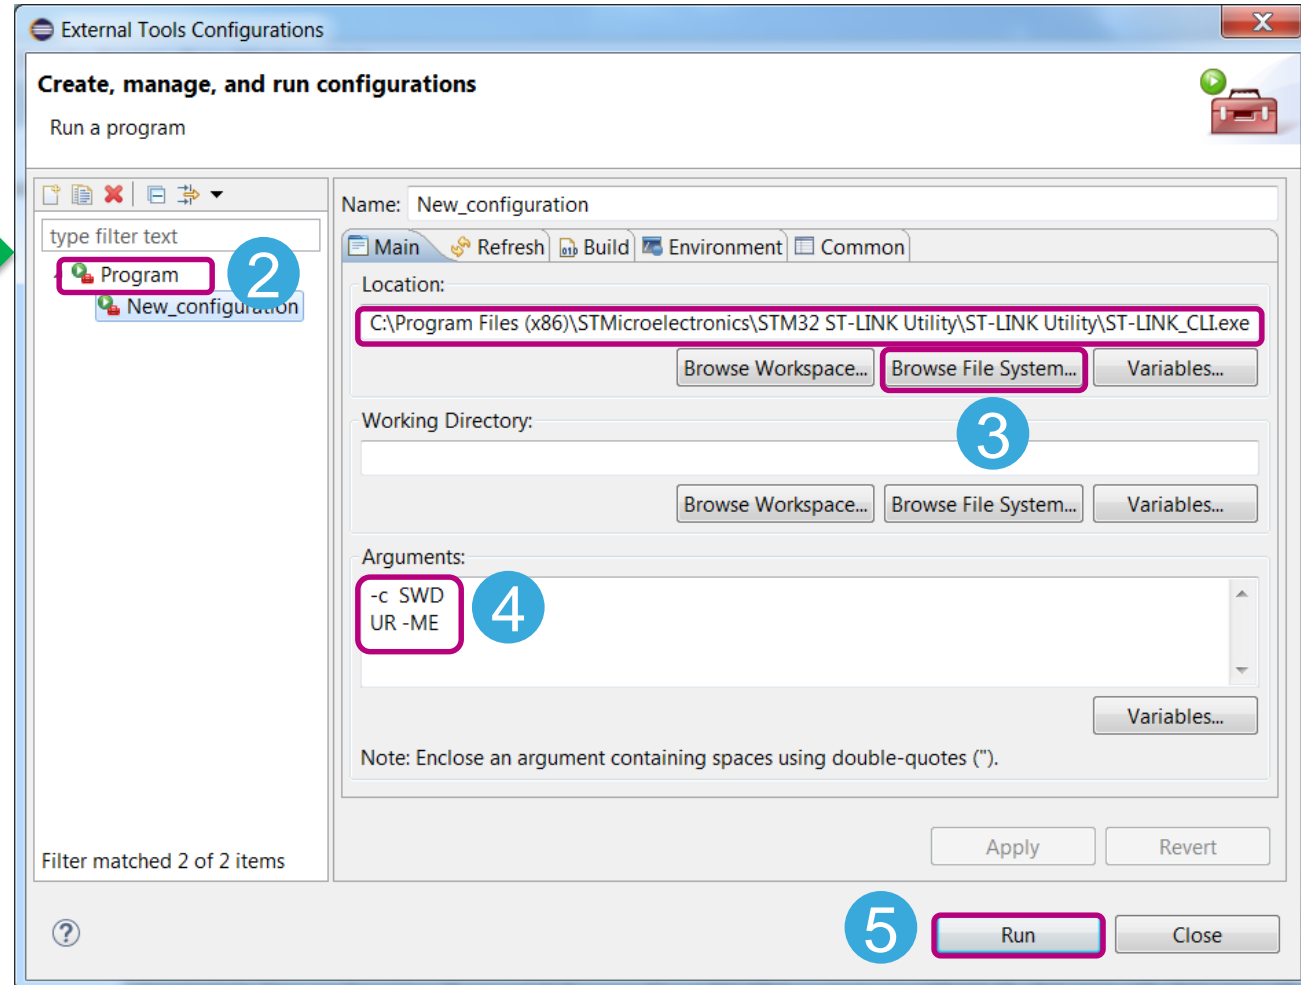 External Tools Configurations
X
Create, manage, and run configurations
Run a program
Name: New_configuration
type filter text
Main Refresh Build Environment Common
Program
2
New_configuration
Location:
C:\Program Files (x86)\STMicroelectronics\STM32 ST-LINK Utility\ST-LINK Utility\ST-LINK_CLI.exe
Browse Workspace... Browse File System... Variables...
3
Working Directory:
Browse Workspace... Browse File System... Variables...
Arguments:
-c SWD
UR -ME
4
Variables...
Note: Enclose an argument containing spaces using double-quotes (").
Apply Revert
Filter matched 2 of 2 items
?
5
Run Close